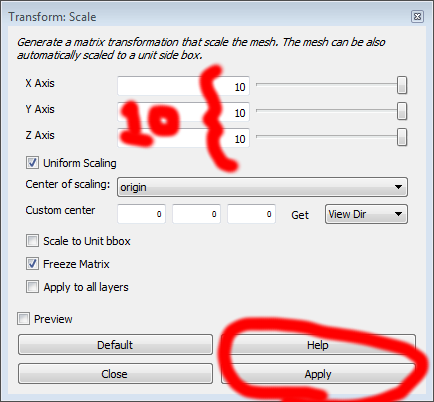 Transform: Scale
Generate a matrix transformation that scale the mesh. The mesh can be also
automatically scaled to a unit side box.
X Axis 10
Y Axis 10
Z Axis 10
10
Uniform Scaling
Center of scaling: origin
Custom center 0 0 0 Get View Dir
Scale to Unit bbox
Freeze Matrix
Apply to all layers
Preview
Default Help
Close Apply